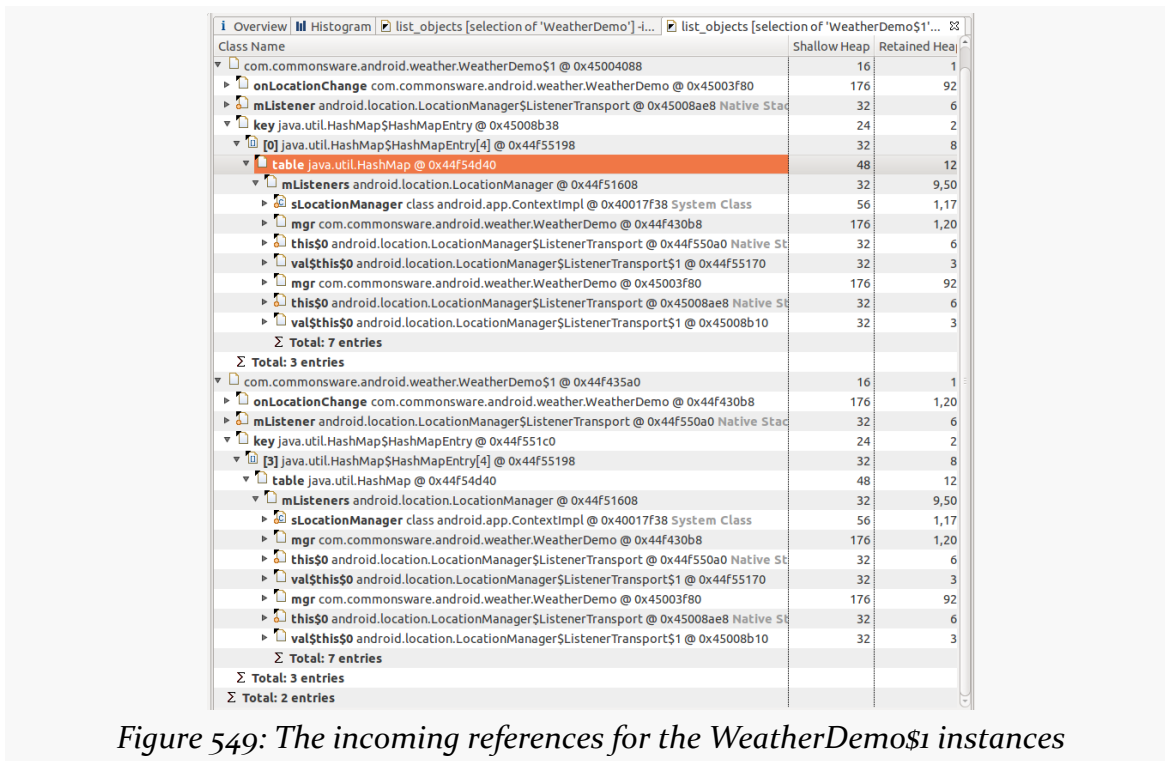 Overview Histogram list_objects [selection of 'WeatherDemo'] -i... list_objects [selection of 'WeatherDemo$1'...
Class Name Shallow Heap Retained Heap
com.commonsware.android.weather.WeatherDemo$1 @ 0x45004088 16 1
onLocationChange com.commonsware.android.weather.WeatherDemo @ 0x45003f80 176 92
mListener android.location.LocationManager$ListenerTransport @ 0x45008ae8 Native Stac 32 6
key java.util.HashMap$HashMapEntry @ 0x45008b38 24 2
[0] java.util.HashMap$HashMapEntry[4] @ 0x44f55198 32 8
table java.util.HashMap @ 0x44f54d40 48 12
mListeners android.location.LocationManager @ 0x44f51608 32 9,50
sLocationManager class android.app.ContextImpl @ 0x40017f38 System Class 56 1,17
mgr com.commonsware.android.weather.WeatherDemo @ 0x44f430b8 176 1,20
this$0 android.location.LocationManager$ListenerTransport @ 0x44f550a0 Native St 32 6
val$this$0 android.location.LocationManager$ListenerTransport$1 @ 0x44f55170 32 3
mgr com.commonsware.android.weather.WeatherDemo @ 0x45003f80 176 92
this$0 android.location.LocationManager$ListenerTransport @ 0x45008ae8 Native St 32 6
val$this$0 android.location.LocationManager$ListenerTransport$1 @ 0x45008b10 32 3
Σ Total: 7 entries
Σ Total: 3 entries
com.commonsware.android.weather.WeatherDemo$1 @ 0x44f435a0 16 1
onLocationChange com.commonsware.android.weather.WeatherDemo @ 0x44f430b8 176 1,20
mListener android.location.LocationManager$ListenerTransport @ 0x44f550a0 Native Stac 32 6
key java.util.HashMap$HashMapEntry @ 0x44f551c0 24 2
[3] java.util.HashMap$HashMapEntry[4] @ 0x44f55198 32 8
table java.util.HashMap @ 0x44f54d40 48 12
mListeners android.location.LocationManager @ 0x44f51608 32 9,50
sLocationManager class android.app.ContextImpl @ 0x40017f38 System Class 56 1,17
mgr com.commonsware.android.weather.WeatherDemo @ 0x44f430b8 176 1,20
this$0 android.location.LocationManager$ListenerTransport @ 0x44f550a0 Native St 32 6
val$this$0 android.location.LocationManager$ListenerTransport$1 @ 0x44f55170 32 3
mgr com.commonsware.android.weather.WeatherDemo @ 0x45003f80 176 92
this$0 android.location.LocationManager$ListenerTransport @ 0x45008ae8 Native St 32 6
val$this$0 android.location.LocationManager$ListenerTransport$1 @ 0x45008b10 32 3
Σ Total: 7 entries
Σ Total: 3 entries
Σ Total: 2 entries
Figure 549: The incoming references for the WeatherDemo$1 instances